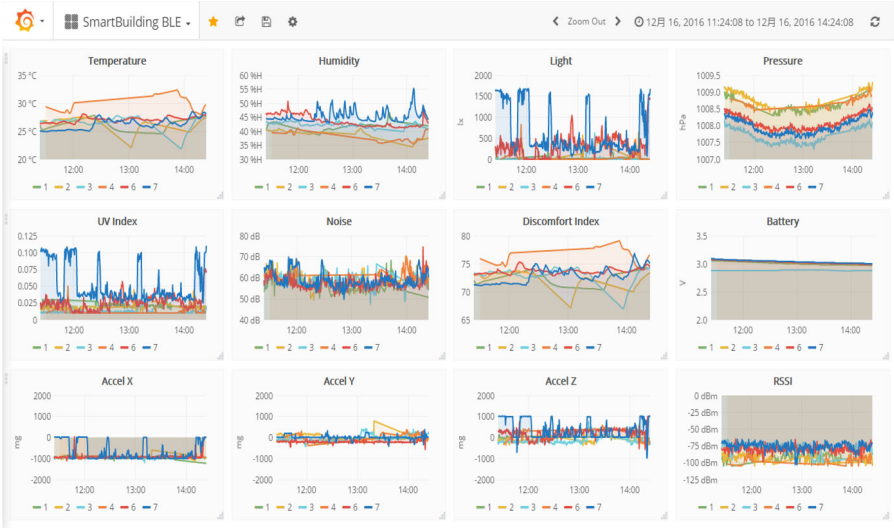 SmartBuilding BLE
Zoom Out
12月 16, 2016 11:24:08 to 12月 16, 2016 14:24:08
Temperature
35 °C
30 °C
25 °C
20 °C
12:00 13:00 14:00
1 2 3 4 6 7
Humidity
60 %H
55 %H
50 %H
45 %H
40 %H
35 %H
30 %H
12:00 13:00 14:00
1 2 3 4 6 7
Light
2000
1500
1000
500
0
lx
12:00 13:00 14:00
1 2 3 4 6 7
Pressure
1009.5
1009.0
1008.5
1008.0
1007.5
1007.0
hPa
12:00 13:00 14:00
1 2 3 4 6 7
UV Index
0.125
0.100
0.075
0.050
0.025
0
12:00 13:00 14:00
1 2 3 4 6 7
Noise
80 dB
70 dB
60 dB
50 dB
40 dB
12:00 13:00 14:00
1 2 3 4 6 7
Discomfort Index
80
75
70
65
12:00 13:00 14:00
1 2 3 4 6 7
Battery
3.5
3.0
2.5
2.0
V
12:00 13:00 14:00
1 2 3 4 6 7
Accel X
2000
1000
0
-1000
-2000
mg
12:00 13:00 14:00
1 2 3 4 6 7
Accel Y
2000
1000
0
-1000
-2000
mg
12:00 13:00 14:00
1 2 3 4 6 7
Accel Z
2000
1000
0
-1000
-2000
mg
12:00 13:00 14:00
1 2 3 4 6 7
RSSI
0 dBm
-25 dBm
-50 dBm
-75 dBm
-100 dBm
-125 dBm
12:00 13:00 14:00
1 2 3 4 6 7